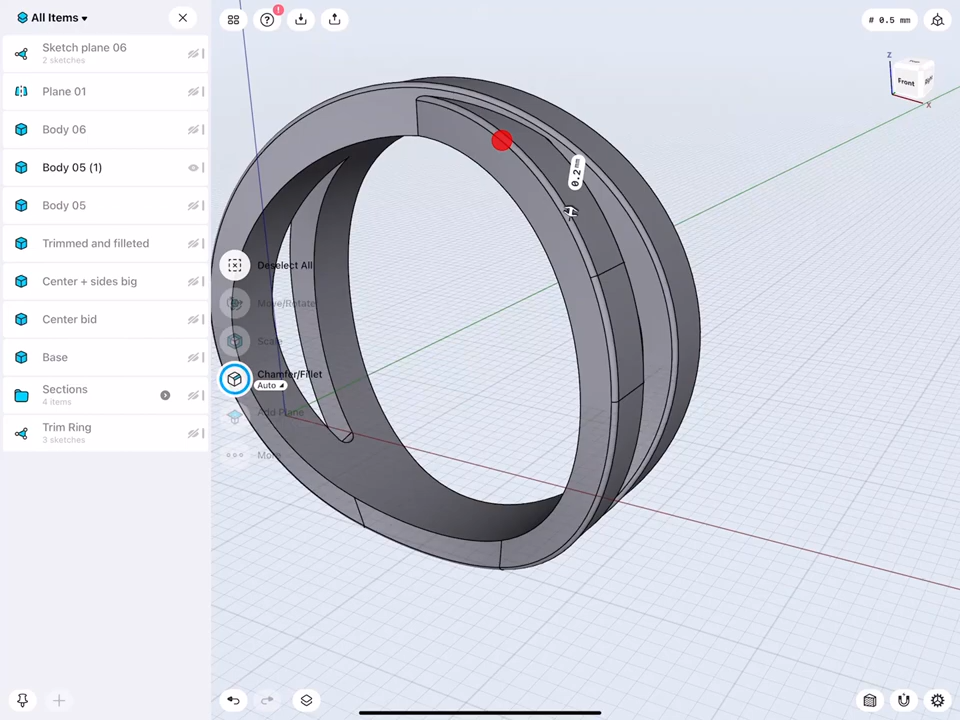 All Items
Sketch plane 06
2 sketches
Plane 01
Body 06
Body 05 (1)
Body 05
Trimmed and filleted
Center + sides big
Center bid
Base
Sections
4 items
Trim Ring
3 sketches
?
!
# 0.5 mm
Z
Front
Right
X
0.2mm
Deselect All
Move/Rotate
Scale
Chamfer/Fillet
Auto
Add Plane
More